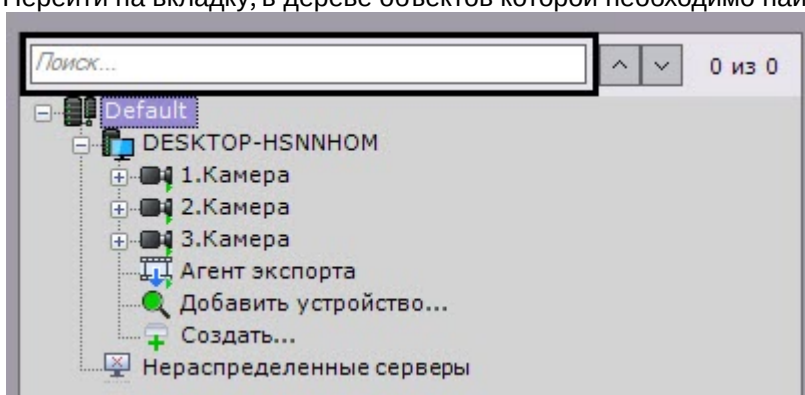 Перейти на вкладку, в дереве объектов которой необходимо най
Поиск...
0 из 0
Default
DESKTOP-HSNNHOM
1.Камера
2.Камера
3.Камера
Агент экспорта
Добавить устройство...
Создать...
Нераспределенные серверы